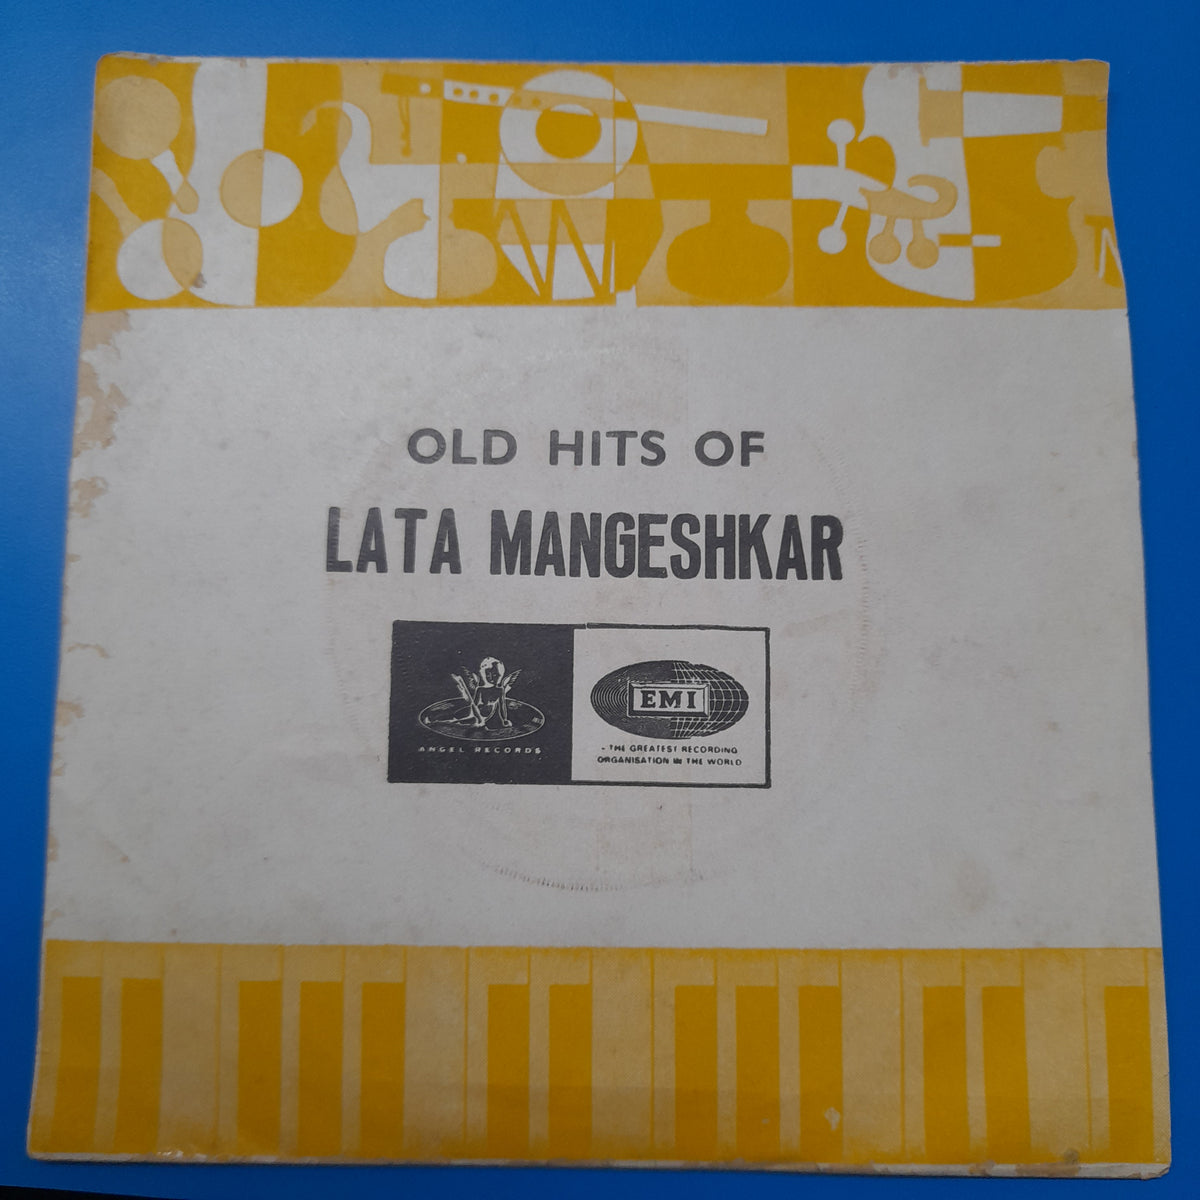 OLD HITS OF
LATA MANGESHKAR
ANGEL RECORDS
EMI
- THE GREATEST RECORDING
ORGANISATION IN THE WORLD